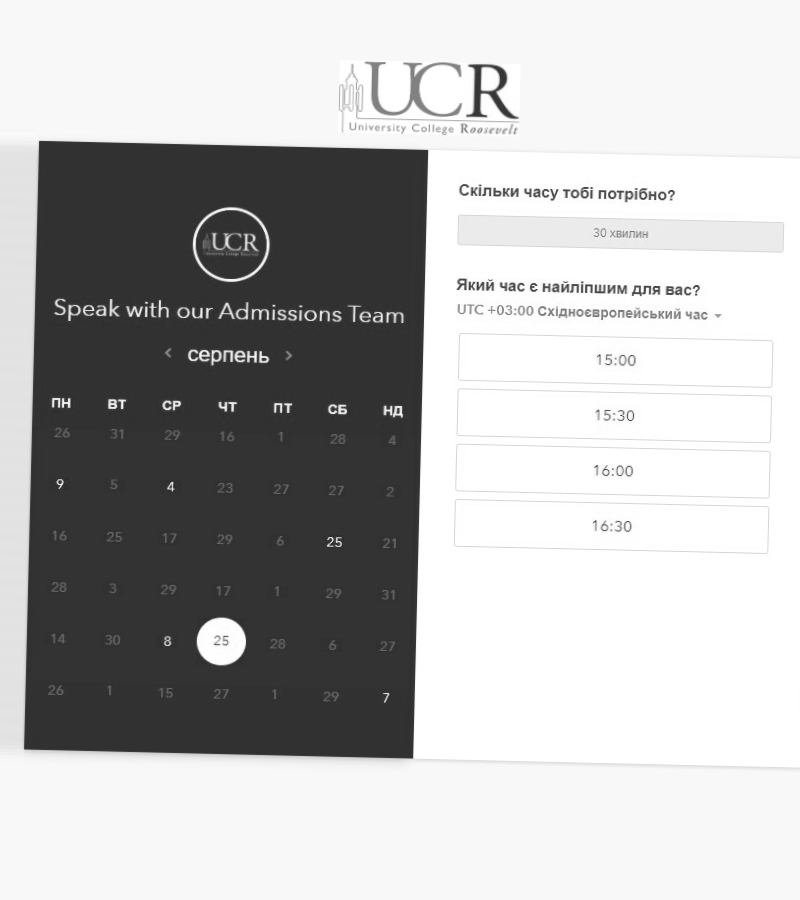 UCR
University College Roosevelt
UCR
Speak with our Admissions Team
серпень
ПН ВТ СР ЧТ ПТ СБ НД
26 31 29 16 1 28 4
9 5 4 23 27 27 2
16 25 17 29 6 25 21
28 3 29 17 1 29 31
14 30 8 25 28 6 27
26 1 15 27 1 29 7
Скільки часу тобі потрібно?
30 хвилин
Який час є найліпшим для вас?
UTC +03:00 Східноєвропейський час
15:00
15:30
16:00
16:30